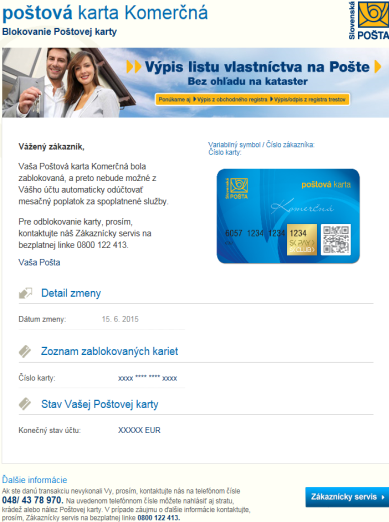 poštová karta Komerčná
Blokovanie Poštovej karty
Slovenská
POŠTA
Výpis listu vlastníctva na Pošte
Bez ohľadu na kataster
Ponúkame aj Výpis z obchodného registra Výpis/odpis z registra trestov
Vážený zákazník,
Vaša Poštová karta Komerčná bola
zablokovaná, a preto nebude možné z
Vášho účtu automaticky odúčtovať
mesačný poplatok za spoplatnené služby.
Pre odblokovanie karty, prosím,
kontaktujte náš Zákaznícky servis na
bezplatnej linke 0800 122 413.
Vaša Pošta
Variabilný symbol / Číslo zákazníka:
Číslo karty:
Slovenská
POŠTA
poštová karta
Komerčná
6057 1234 1234 1234
SK PAY
Detail zmeny
Dátum zmeny: 15. 6. 2015
Zoznam zablokovaných kariet
Číslo karty: xxxx **** **** xxxx
Stav Vašej Poštovej karty
Konečný stav účtu: XXXXX EUR
Ďalšie informácie
Ak ste danú transakciu nevykonali Vy, prosím, kontaktujte nás na telefónnom čísle
048/ 43 78 970. Na uvedenom telefónnom čísle môžete nahlásiť aj stratu,
krádež alebo nález Poštovej karty. V prípade záujmu o ďalšie informácie kontaktujte,
prosím, Zákaznícky servis na bezplatnej linke 0800 122 413.
Zákaznícky servis